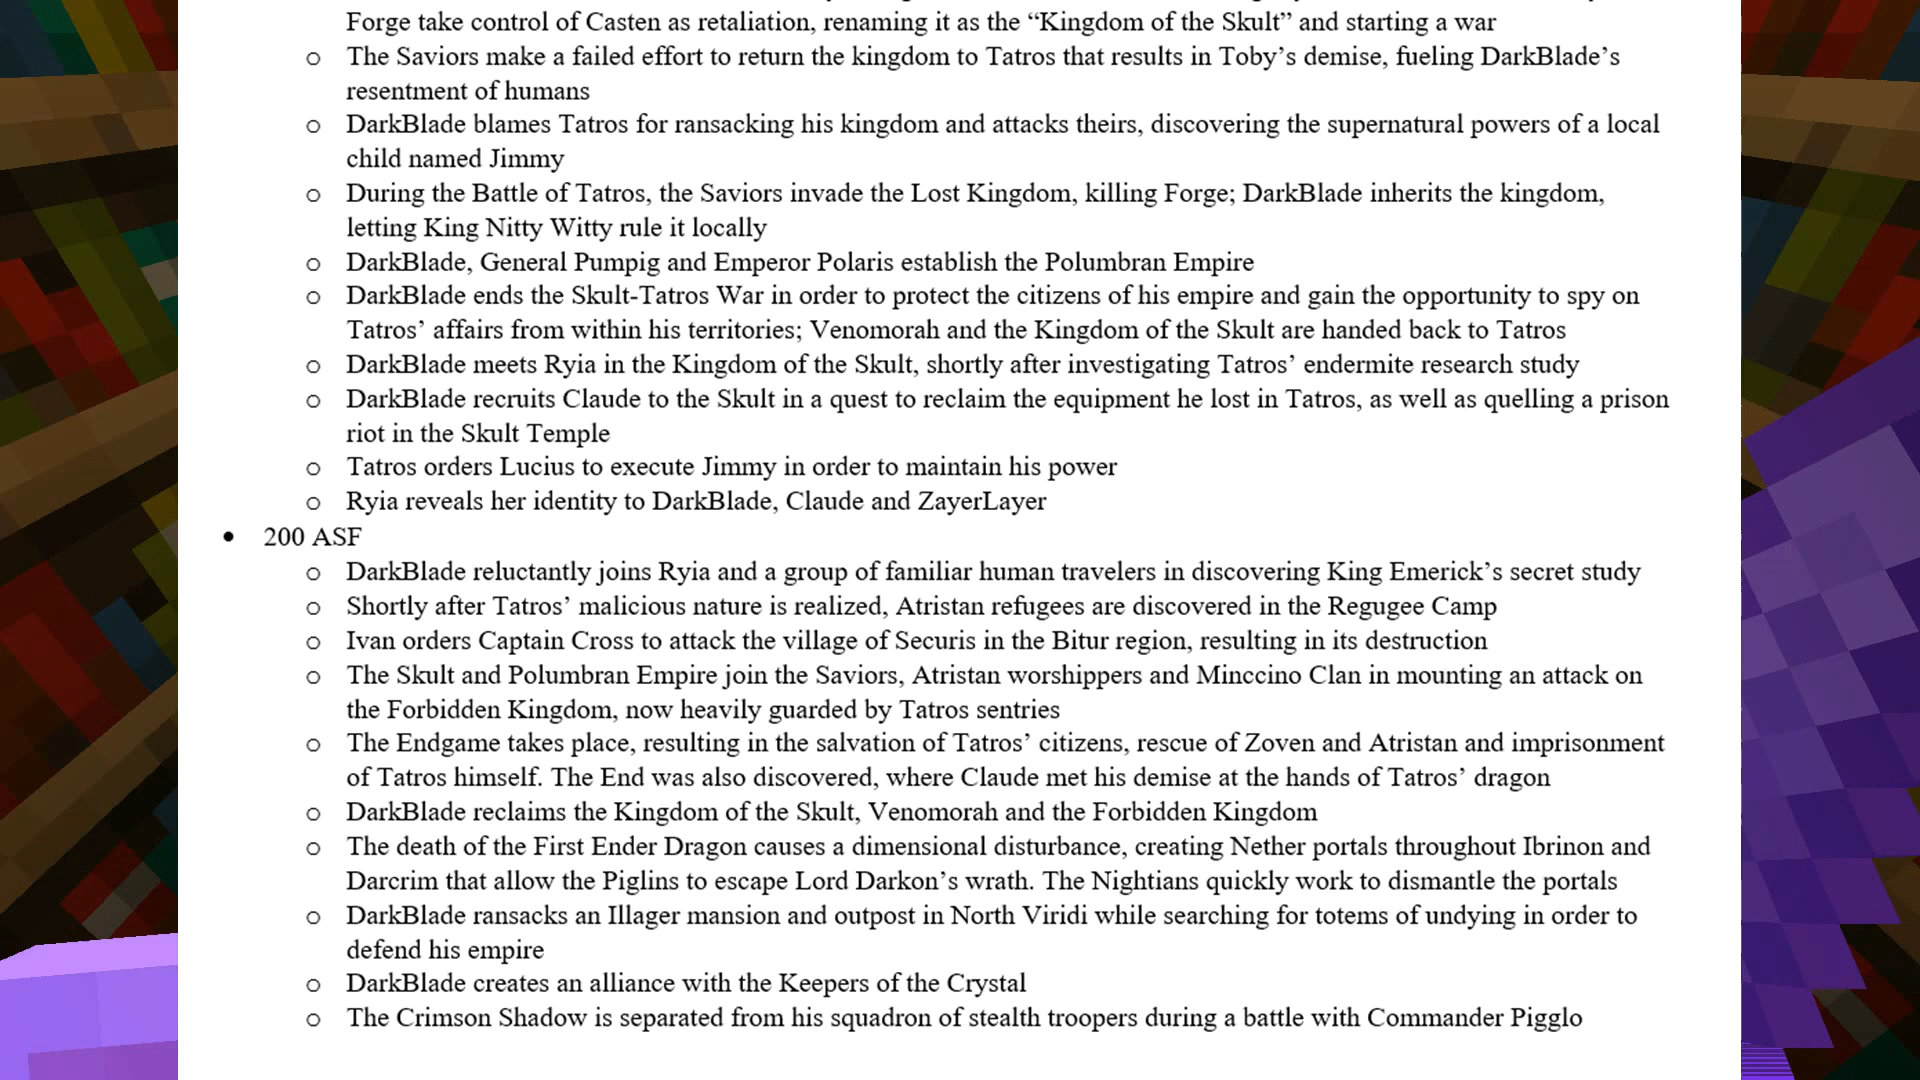 Forge take control of Casten as retaliation, renaming it as the “Kingdom of the Skult” and starting a war
o The Saviors make a failed effort to return the kingdom to Tatros that results in Toby’s demise, fueling DarkBlade’s
resentment of humans
o DarkBlade blames Tatros for ransacking his kingdom and attacks theirs, discovering the supernatural powers of a local
child named Jimmy
o During the Battle of Tatros, the Saviors invade the Lost Kingdom, killing Forge; DarkBlade inherits the kingdom,
letting King Nitty Witty rule it locally
o DarkBlade, General Pumpig and Emperor Polaris establish the Polumbran Empire
o DarkBlade ends the Skult-Tatros War in order to protect the citizens of his empire and gain the opportunity to spy on
Tatros’ affairs from within his territories; Venomorah and the Kingdom of the Skult are handed back to Tatros
o DarkBlade meets Ryia in the Kingdom of the Skult, shortly after investigating Tatros’ endermite research study
o DarkBlade recruits Claude to the Skult in a quest to reclaim the equipment he lost in Tatros, as well as quelling a prison
riot in the Skult Temple
o Tatros orders Lucius to execute Jimmy in order to maintain his power
o Ryia reveals her identity to DarkBlade, Claude and ZayerLayer
• 200 ASF
o DarkBlade reluctantly joins Ryia and a group of familiar human travelers in discovering King Emerick’s secret study
o Shortly after Tatros’ malicious nature is realized, Atristan refugees are discovered in the Regugee Camp
o Ivan orders Captain Cross to attack the village of Securis in the Bitur region, resulting in its destruction
o The Skult and Polumbran Empire join the Saviors, Atristan worshippers and Minccino Clan in mounting an attack on
the Forbidden Kingdom, now heavily guarded by Tatros sentries
o The Endgame takes place, resulting in the salvation of Tatros’ citizens, rescue of Zoven and Atristan and imprisonment
of Tatros himself. The End was also discovered, where Claude met his demise at the hands of Tatros’ dragon
o DarkBlade reclaims the Kingdom of the Skult, Venomorah and the Forbidden Kingdom
o The death of the First Ender Dragon causes a dimensional disturbance, creating Nether portals throughout Ibrinon and
Darcrim that allow the Piglins to escape Lord Darkon’s wrath. The Nightians quickly work to dismantle the portals
o DarkBlade ransacks an Illager mansion and outpost in North Viridi while searching for totems of undying in order to
defend his empire
o DarkBlade creates an alliance with the Keepers of the Crystal
o The Crimson Shadow is separated from his squadron of stealth troopers during a battle with Commander Pigglo